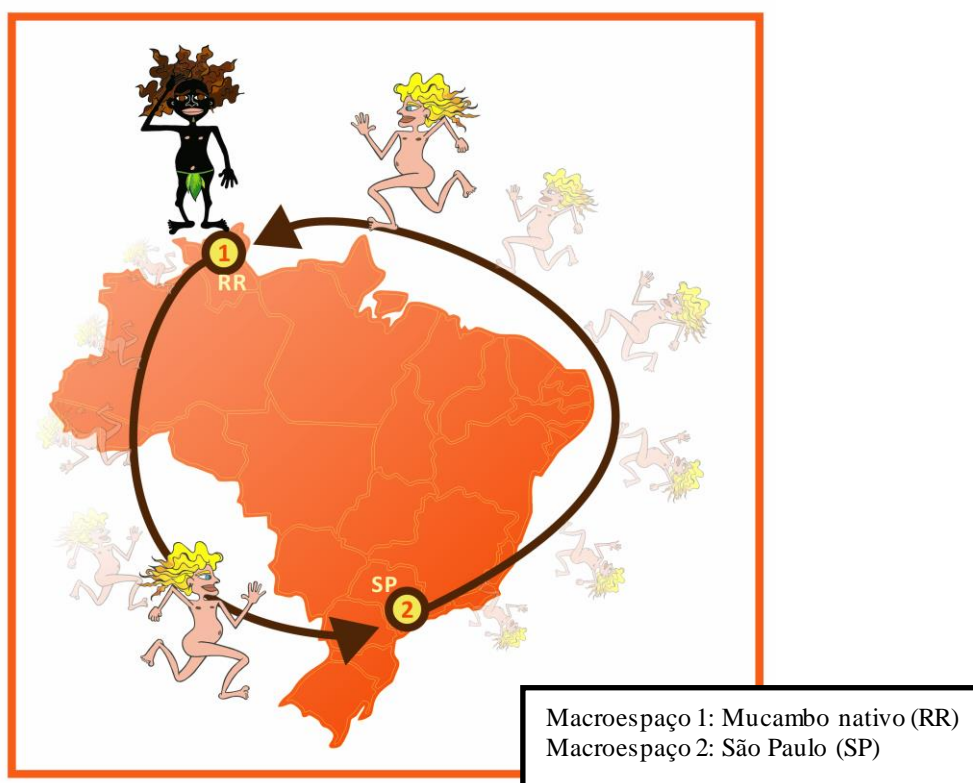 1
RR
SP
2
Macroespaço 1: Mucambo nativo (RR)
Macroespaço 2: São Paulo (SP)